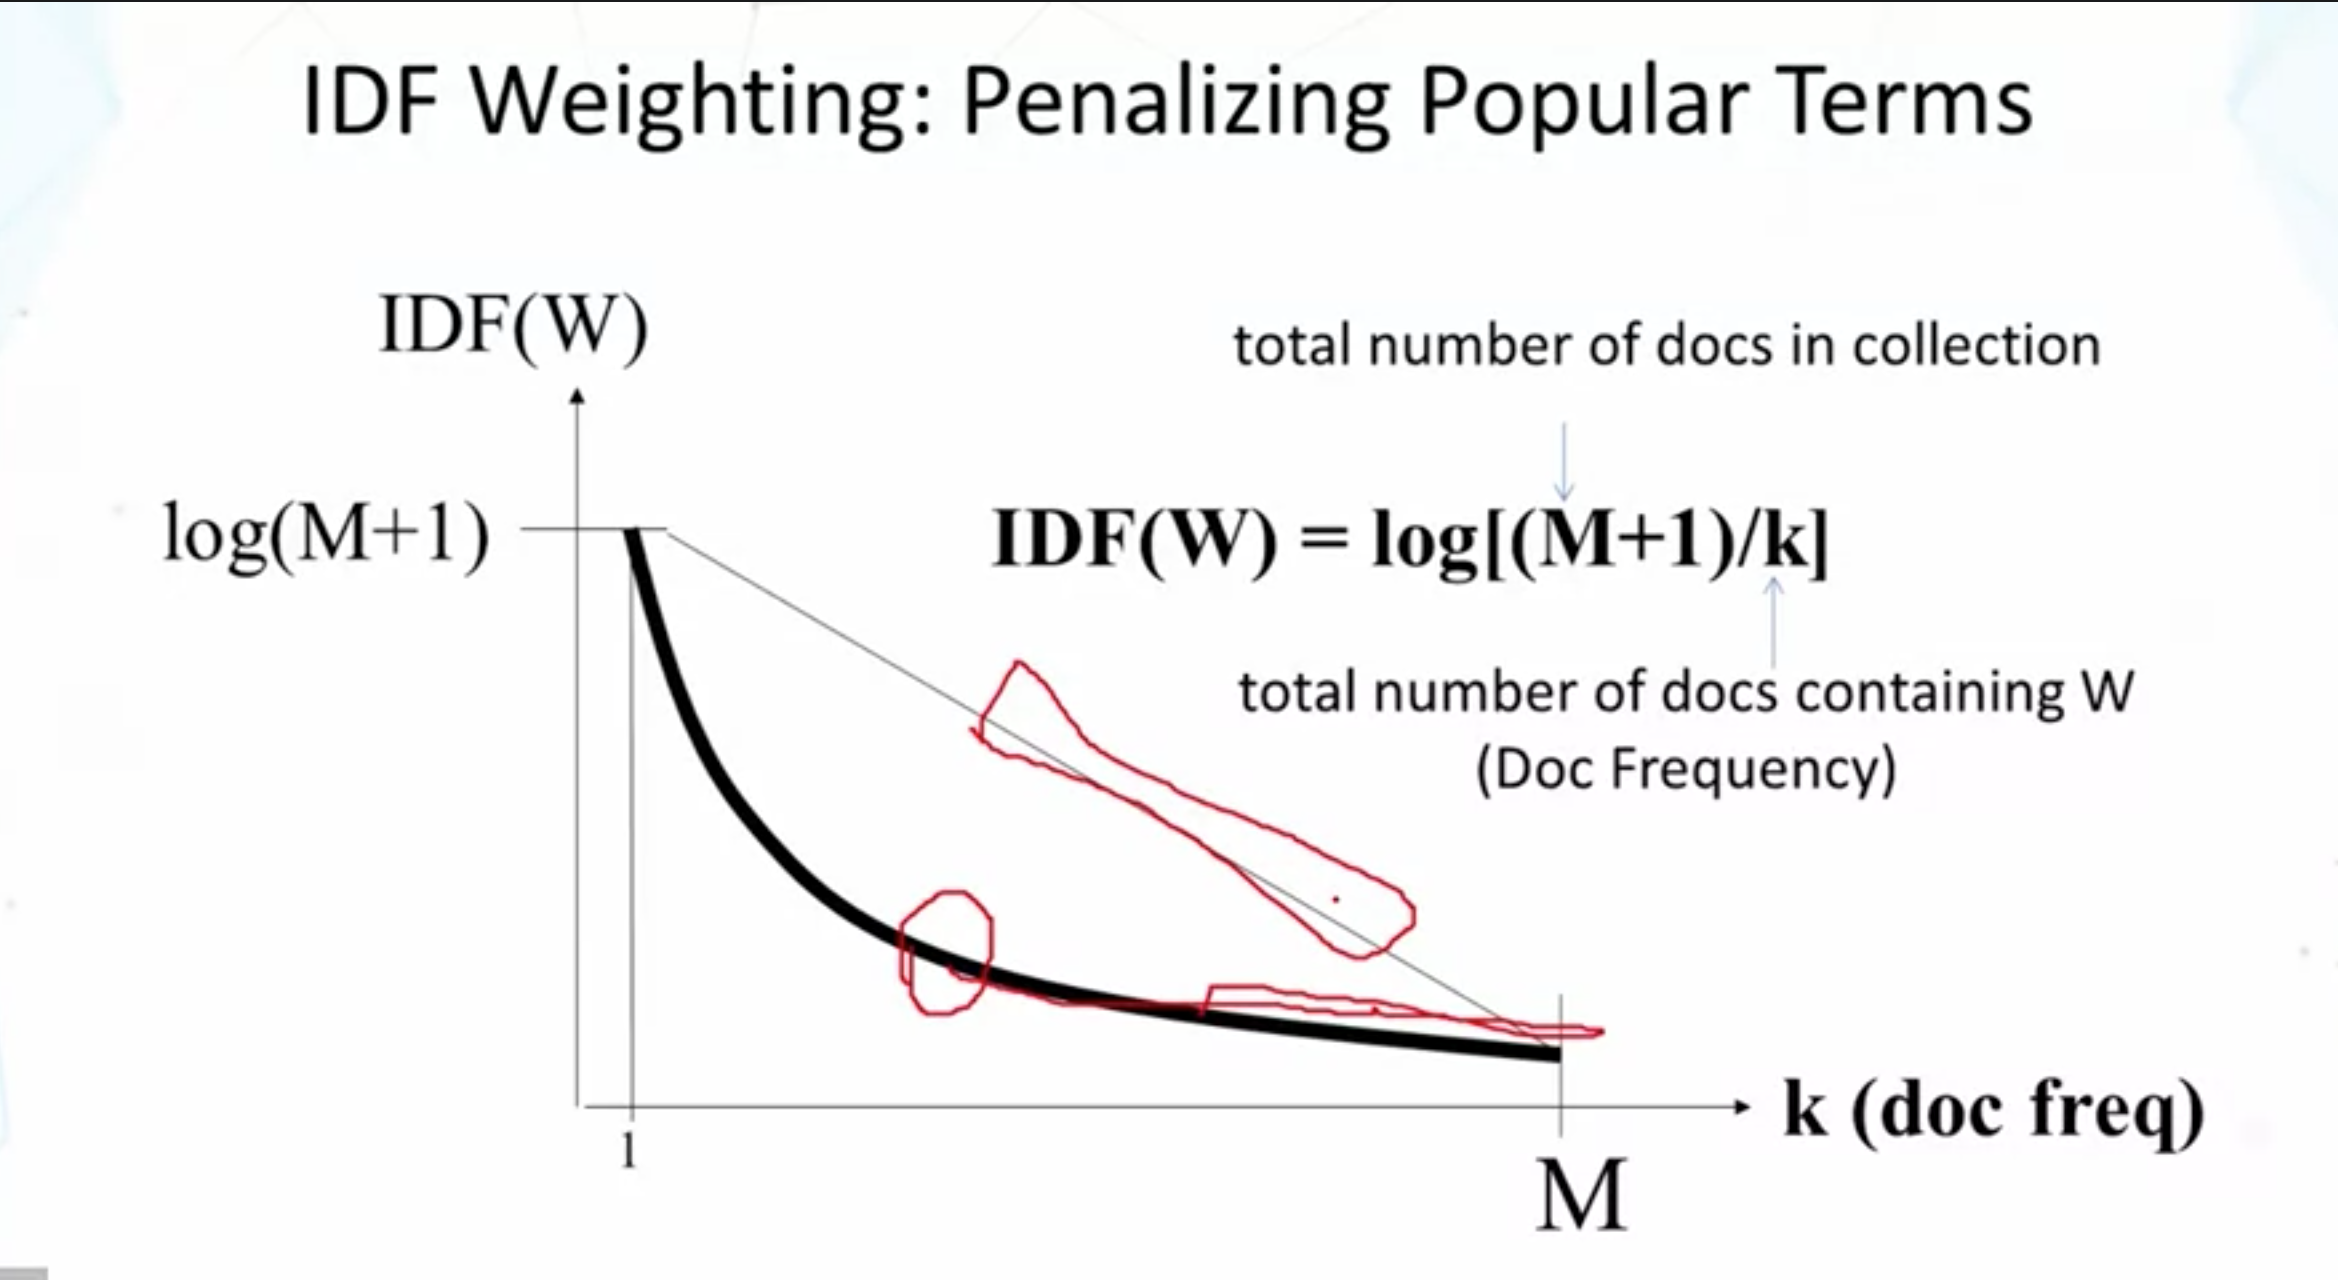 IDF Weighting: Penalizing Popular Terms
IDF(W)
total number of docs in collection
log(M+1)
IDF(W) = log[(M+1)/k]
total number of docs containing W
(Doc Frequency)
k (doc freq)
1
M